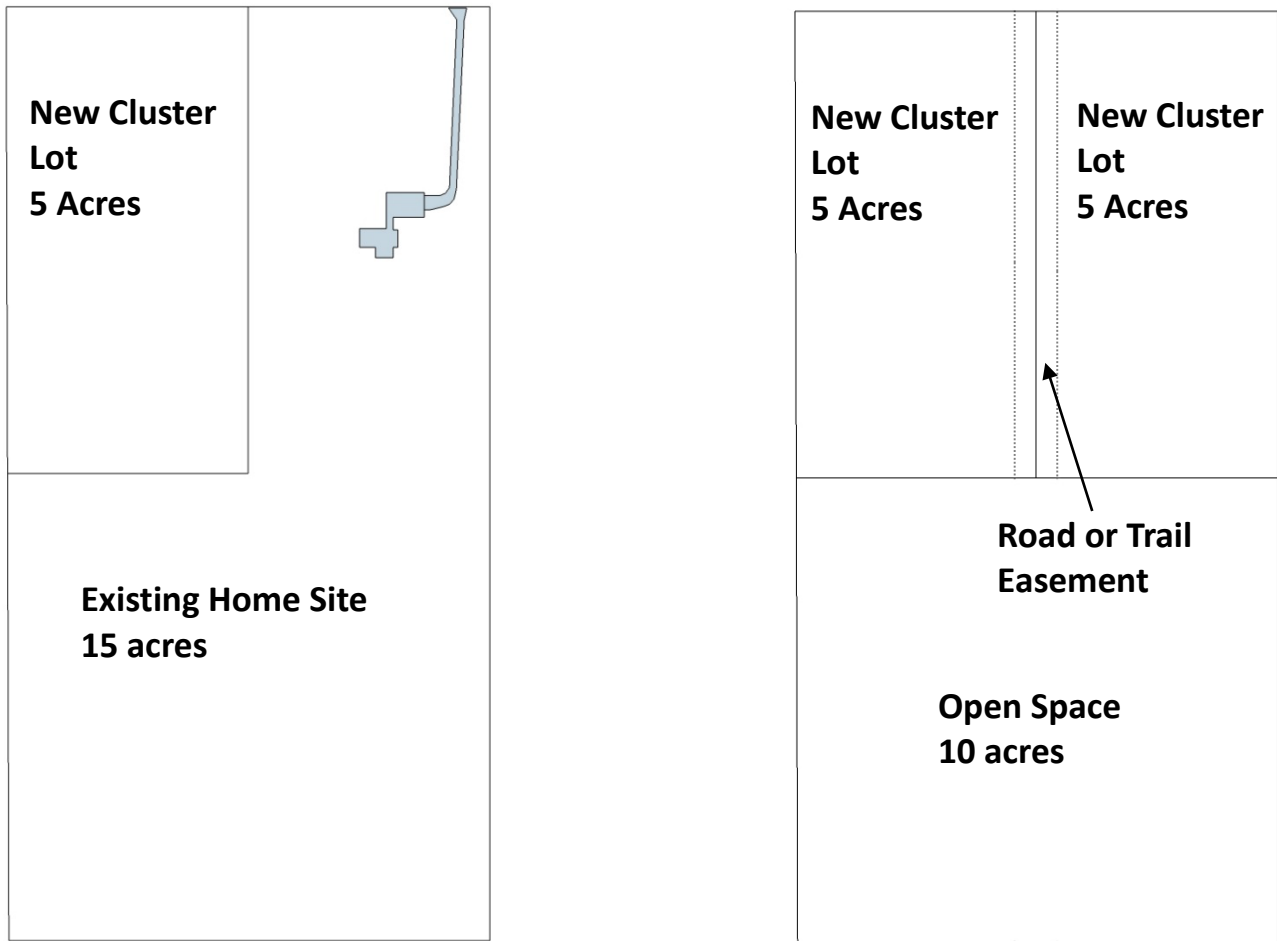 New Cluster
Lot
5 Acres
Existing Home Site
15 acres
New Cluster
Lot
5 Acres
New Cluster
Lot
5 Acres
Road or Trail
Easement
Open Space
10 acres